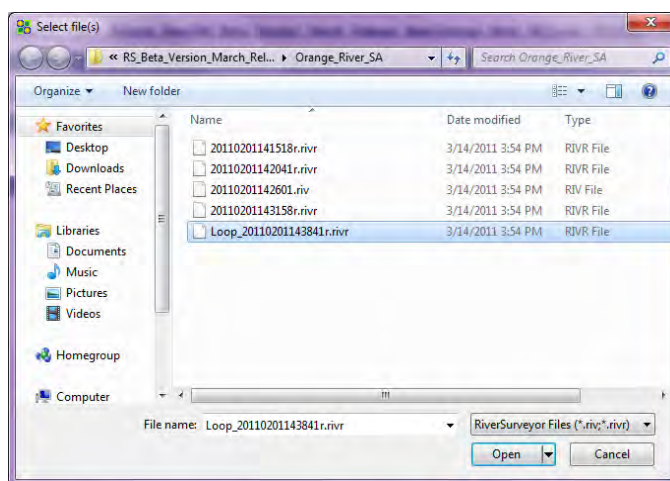 Select file(s)
« RS_Beta_Version_March_Rel... ▸ Orange_River_SA
Search Orange_River_SA
Organize
New folder
Favorites
Desktop
Downloads
Recent Places
Libraries
Documents
Music
Pictures
Videos
Homegroup
Computer
Name Date modified Type
20110201141518r.rivr 3/14/2011 3:54 PM RIVR File
20110201142041r.rivr 3/14/2011 3:54 PM RIVR File
20110201142601.riv 3/14/2011 3:54 PM RIV File
20110201143158r.rivr 3/14/2011 3:54 PM RIVR File
Loop_20110201143841r.rivr 3/14/2011 3:54 PM RIVR File
File name: Loop_20110201143841r.rivr
RiverSurveyor Files (*.riv;*.rivr)
Open
Cancel